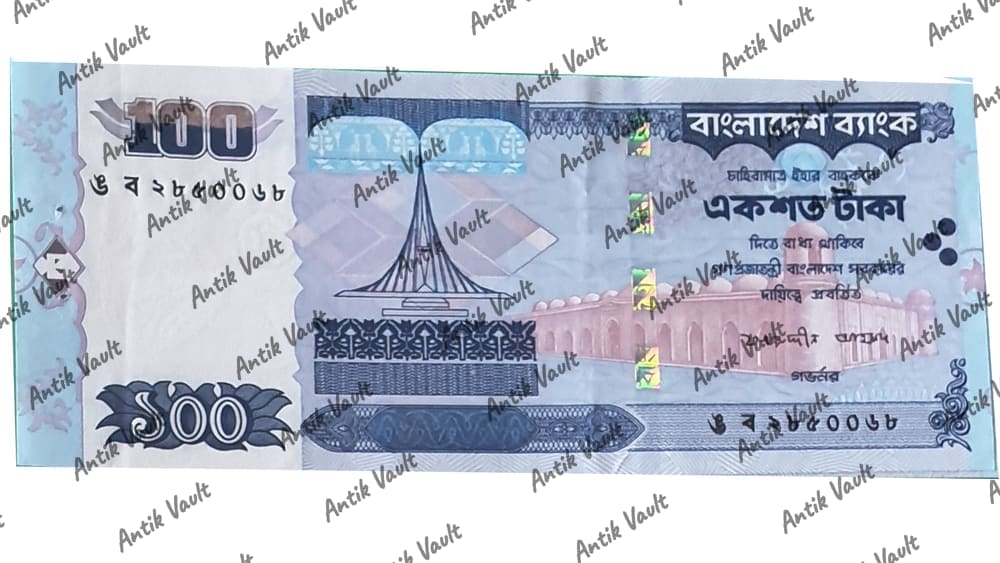 100
ঙ ব ২৮৫০০৬৮
১০০
বাংলাদেশ ব্যাংক
চাহিবামাত্র ইহার বাহককে
একশত টাকা
দিতে বাধ্য থাকিবে
গণপ্রজাতন্ত্রী বাংলাদেশ সরকারের
দায়িত্বে প্রবর্তিত
গভর্নর
ঙ ব ২৮৫০০৬৮
Antik Vault